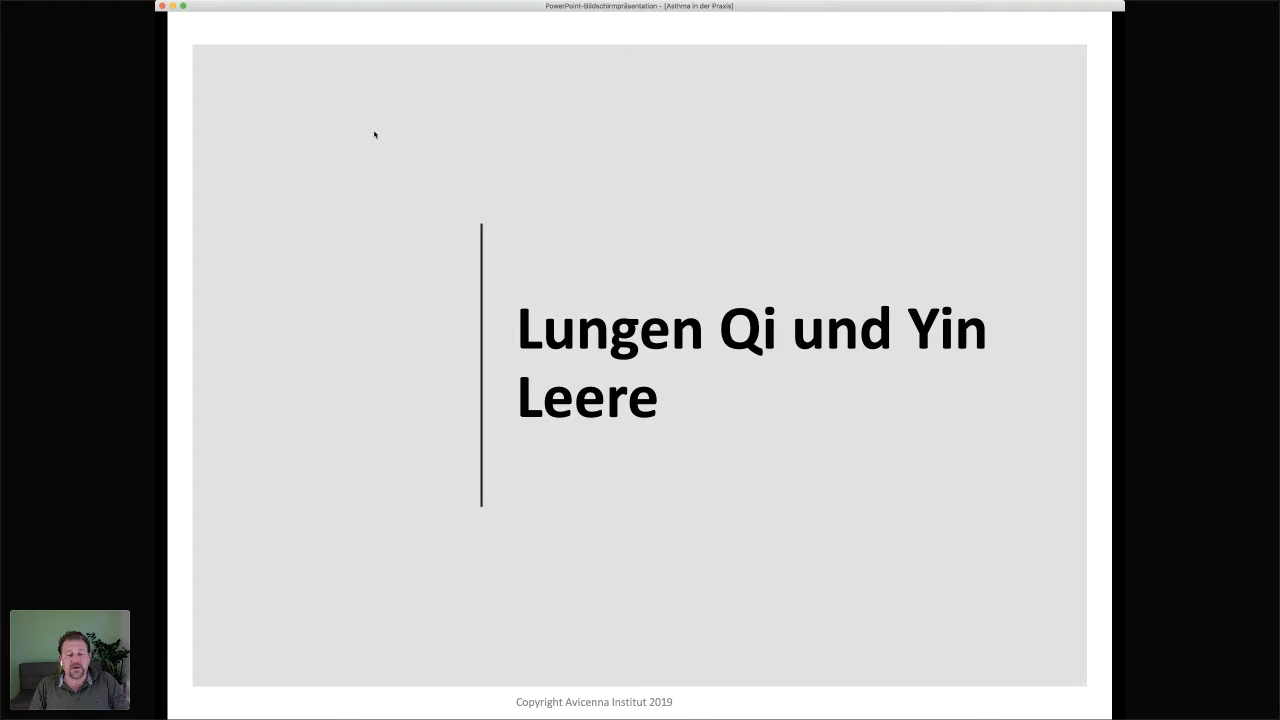 PowerPoint-Bildschirmpräsentation - [Asthma in der Praxis]
Lungen Qi und Yin
Leere
Copyright Avicenna Institut 2019